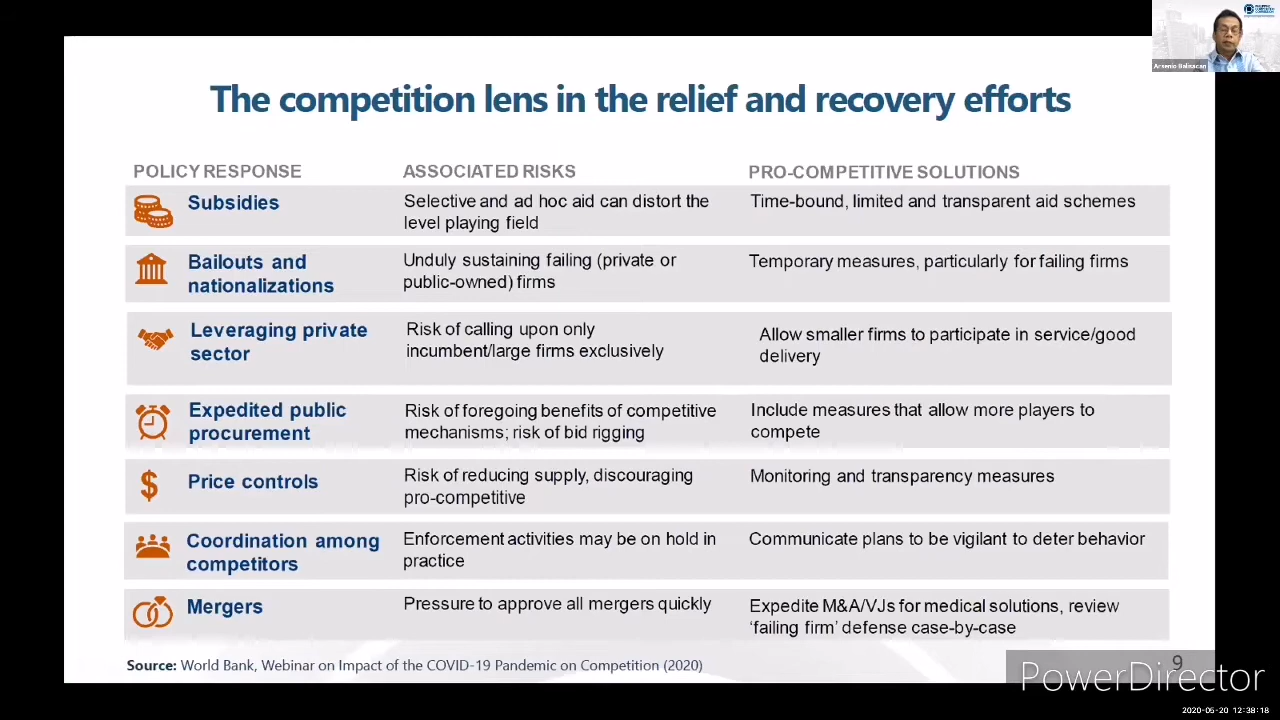 Arsenio Balisacan
The competition lens in the relief and recovery efforts
POLICY RESPONSE
ASSOCIATED RISKS
PRO-COMPETITIVE SOLUTIONS
Subsidies
Selective and ad hoc aid can distort the
level playing field
Time-bound, limited and transparent aid schemes
Bailouts and
nationalizations
Unduly sustaining failing (private or
public-owned) firms
Temporary measures, particularly for failing firms
Leveraging private
sector
Risk of calling upon only
incumbent/large firms exclusively
Allow smaller firms to participate in service/good
delivery
Expedited public
procurement
Risk of foregoing benefits of competitive
mechanisms; risk of bid rigging
Include measures that allow more players to
compete
Price controls
Risk of reducing supply, discouraging
pro-competitive
Monitoring and transparency measures
Coordination among
competitors
Enforcement activities may be on hold in
practice
Communicate plans to be vigilant to deter behavior
Mergers
Pressure to approve all mergers quickly
Expedite M&A/VJs for medical solutions, review
‘failing firm’ defense case-by-case
Source: World Bank, Webinar on Impact of the COVID-19 Pandemic on Competition (2020)
9
PowerDirector
2020-05-20 12:38:18